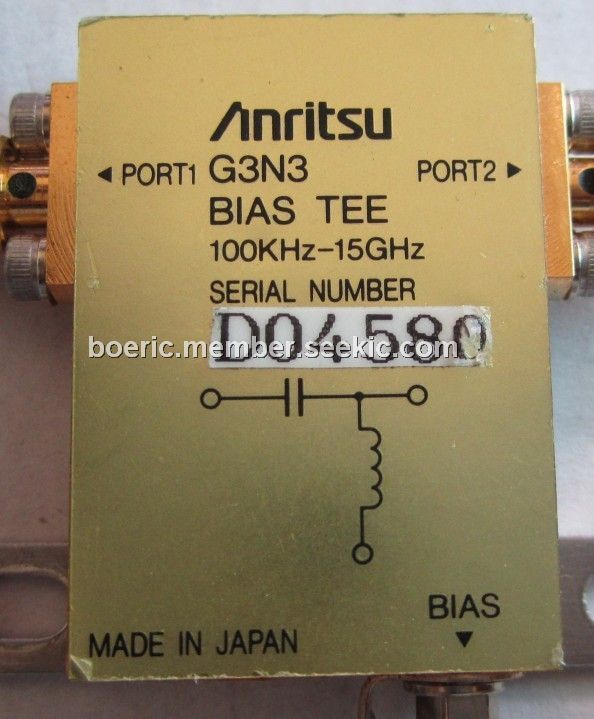 Anritsu
◄ PORT1 G3N3 PORT2 ►
BIAS TEE
100KHz-15GHz
SERIAL NUMBER
D04580
boeric.member.seekic.com
BIAS
▼
MADE IN JAPAN